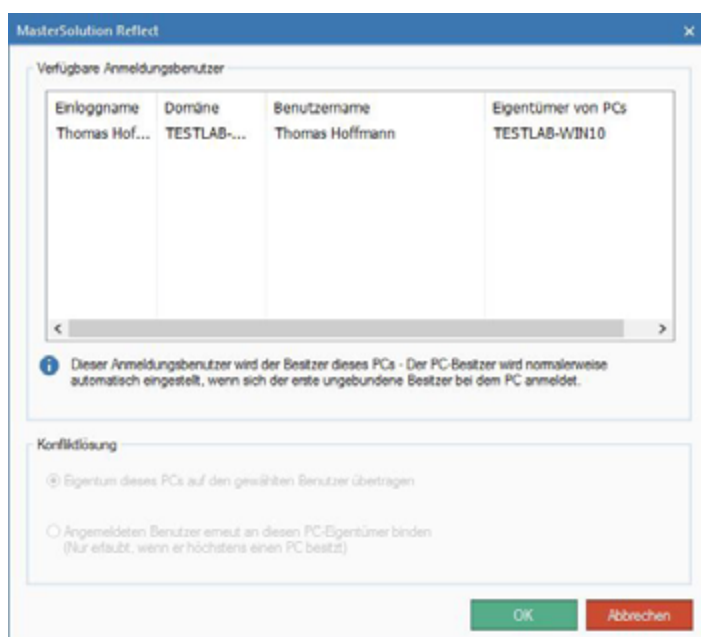 MasterSolution Reflect
Verfügbare Anmeldungsbenutzer
Einloggname Domäne Benutzername Eigentümer von PCs
Thomas Hof... TESTLAB-... Thomas Hoffmann TESTLAB-WIN10
Dieser Anmeldungsbenutzer wird der Besitzer dieses PCs - Der PC-Besitzer wird normalerweise
automatisch eingestellt, wenn sich der erste ungebundene Besitzer bei dem PC anmeldet.
Konfliktlösung
Eigentum dieses PCs auf den gewählten Benutzer übertragen
Angemeldeten Benutzer erneut an diesen PC-Eigentümer binden
(Nur erlaubt, wenn er höchstens einen PC besitzt)
OK Abbrechen